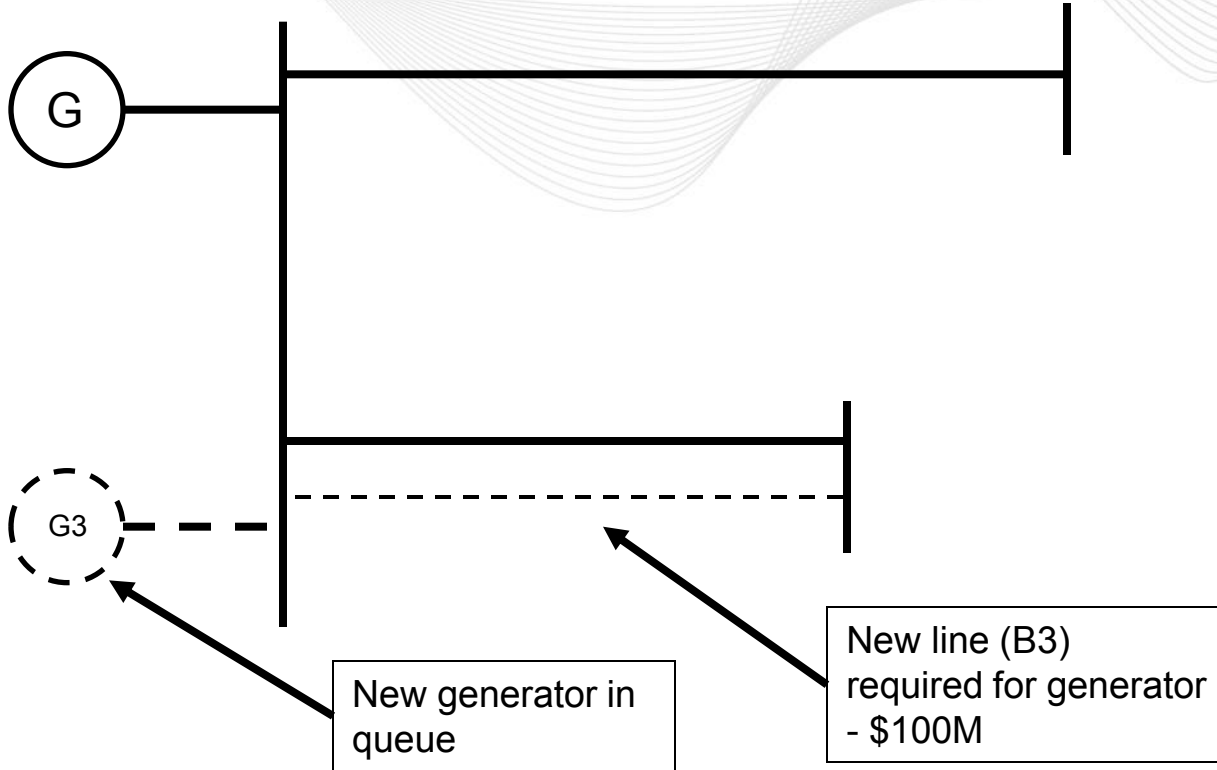 G
G3
New generator in
queue
New line (B3)
required for generator
- $100M